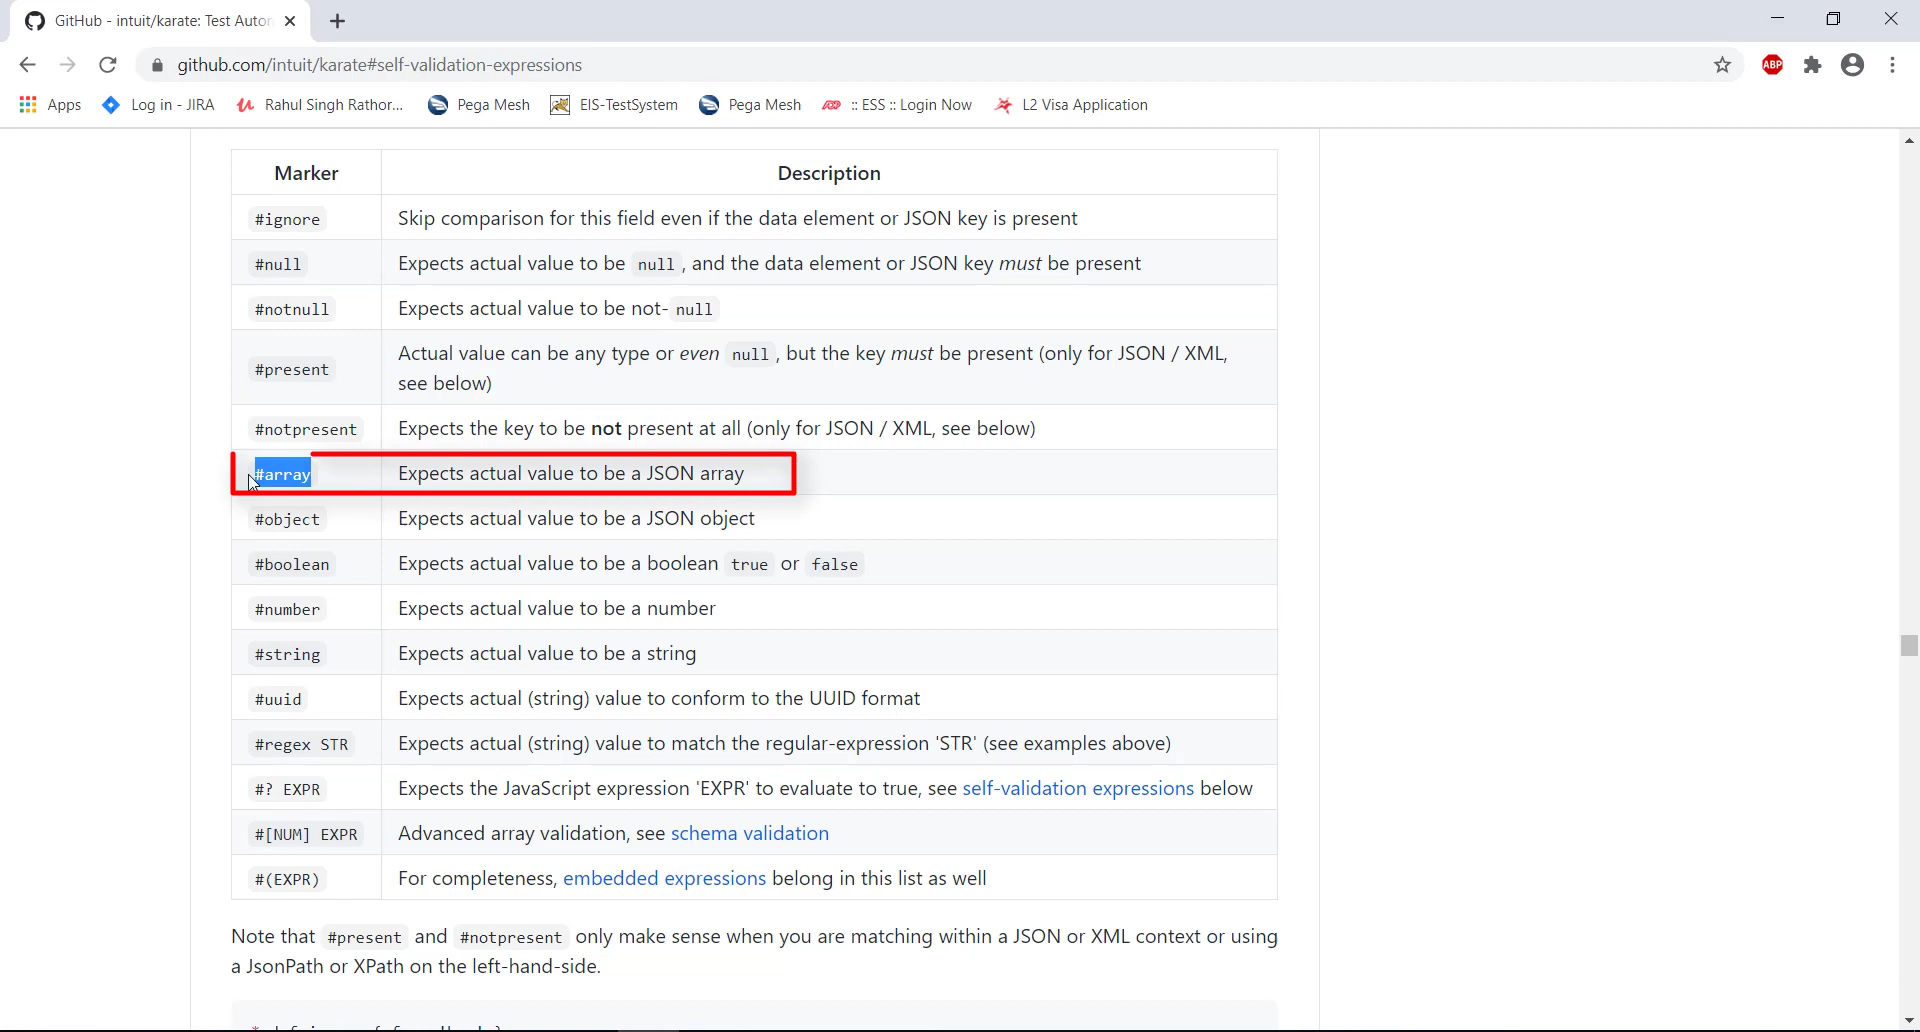 GitHub - intuit/karate: Test Auton
github.com/intuit/karate#self-validation-expressions
ABP
Apps Log in - JIRA Rahul Singh Rathor... Pega Mesh EIS-TestSystem Pega Mesh :: ESS :: Login Now L2 Visa Application
Marker Description
#ignore Skip comparison for this field even if the data element or JSON key is present
#null Expects actual value to be null , and the data element or JSON key must be present
#notnull Expects actual value to be not- null
#present Actual value can be any type or even null , but the key must be present (only for JSON / XML,
see below)
#notpresent Expects the key to be not present at all (only for JSON / XML, see below)
#array Expects actual value to be a JSON array
#object Expects actual value to be a JSON object
#boolean Expects actual value to be a boolean true or false
#number Expects actual value to be a number
#string Expects actual value to be a string
#uuid Expects actual (string) value to conform to the UUID format
#regex STR Expects actual (string) value to match the regular-expression 'STR' (see examples above)
#? EXPR Expects the JavaScript expression 'EXPR' to evaluate to true, see self-validation expressions below
#[NUM] EXPR Advanced array validation, see schema validation
#(EXPR) For completeness, embedded expressions belong in this list as well
Note that #present and #notpresent only make sense when you are matching within a JSON or XML context or using
a JsonPath or XPath on the left-hand-side.